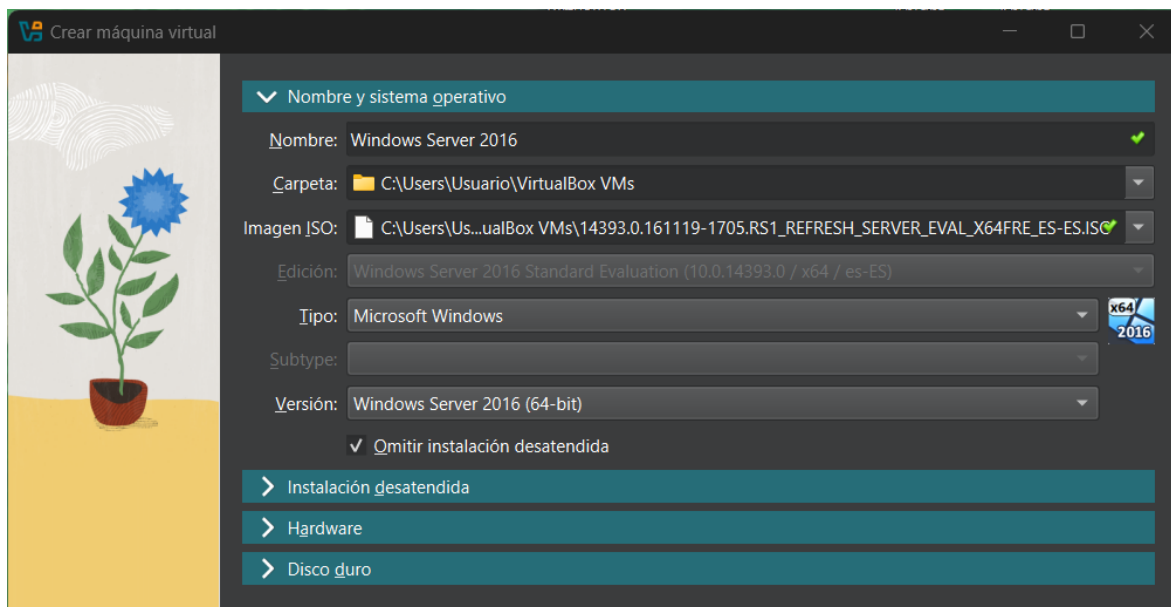 Crear máquina virtual
Nombre y sistema operativo
Nombre: Windows Server 2016
Carpeta: C:\Users\Usuario\VirtualBox VMs
Imagen ISO: C:\Users\Us...ualBox VMs\14393.0.161119-1705.RS1_REFRESH_SERVER_EVAL_X64FRE_ES-ES.ISO
Edición: Windows Server 2016 Standard Evaluation (10.0.14393.0 / x64 / es-ES)
Tipo: Microsoft Windows
x64
2016
Subtype:
Versión: Windows Server 2016 (64-bit)
Omitir instalación desatendida
Instalación desatendida
Hardware
Disco duro